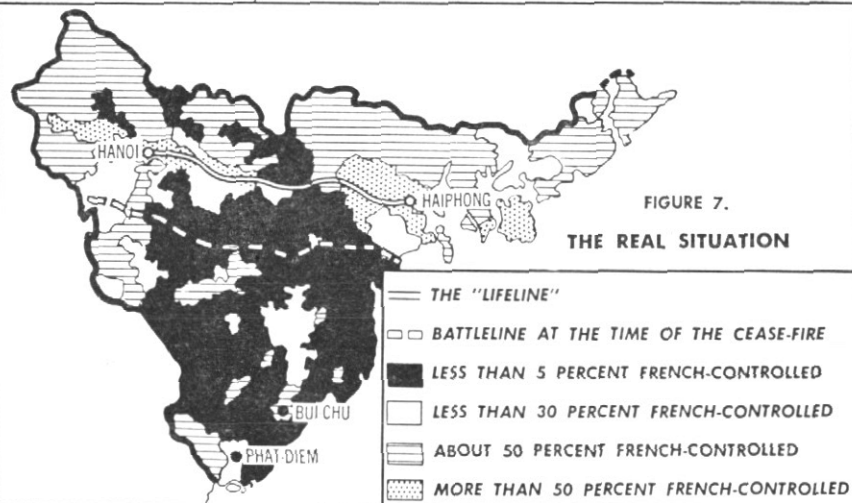 HANOI
HAIPHONG
FIGURE 7.
THE REAL SITUATION
THE "LIFELINE"
BATTLELINE AT THE TIME OF THE CEASE-FIRE
LESS THAN 5 PERCENT FRENCH-CONTROLLED
LESS THAN 30 PERCENT FRENCH-CONTROLLED
BUI CHU
ABOUT 50 PERCENT FRENCH-CONTROLLED
PHAT-DIEM
MORE THAN 50 PERCENT FRENCH-CONTROLLED